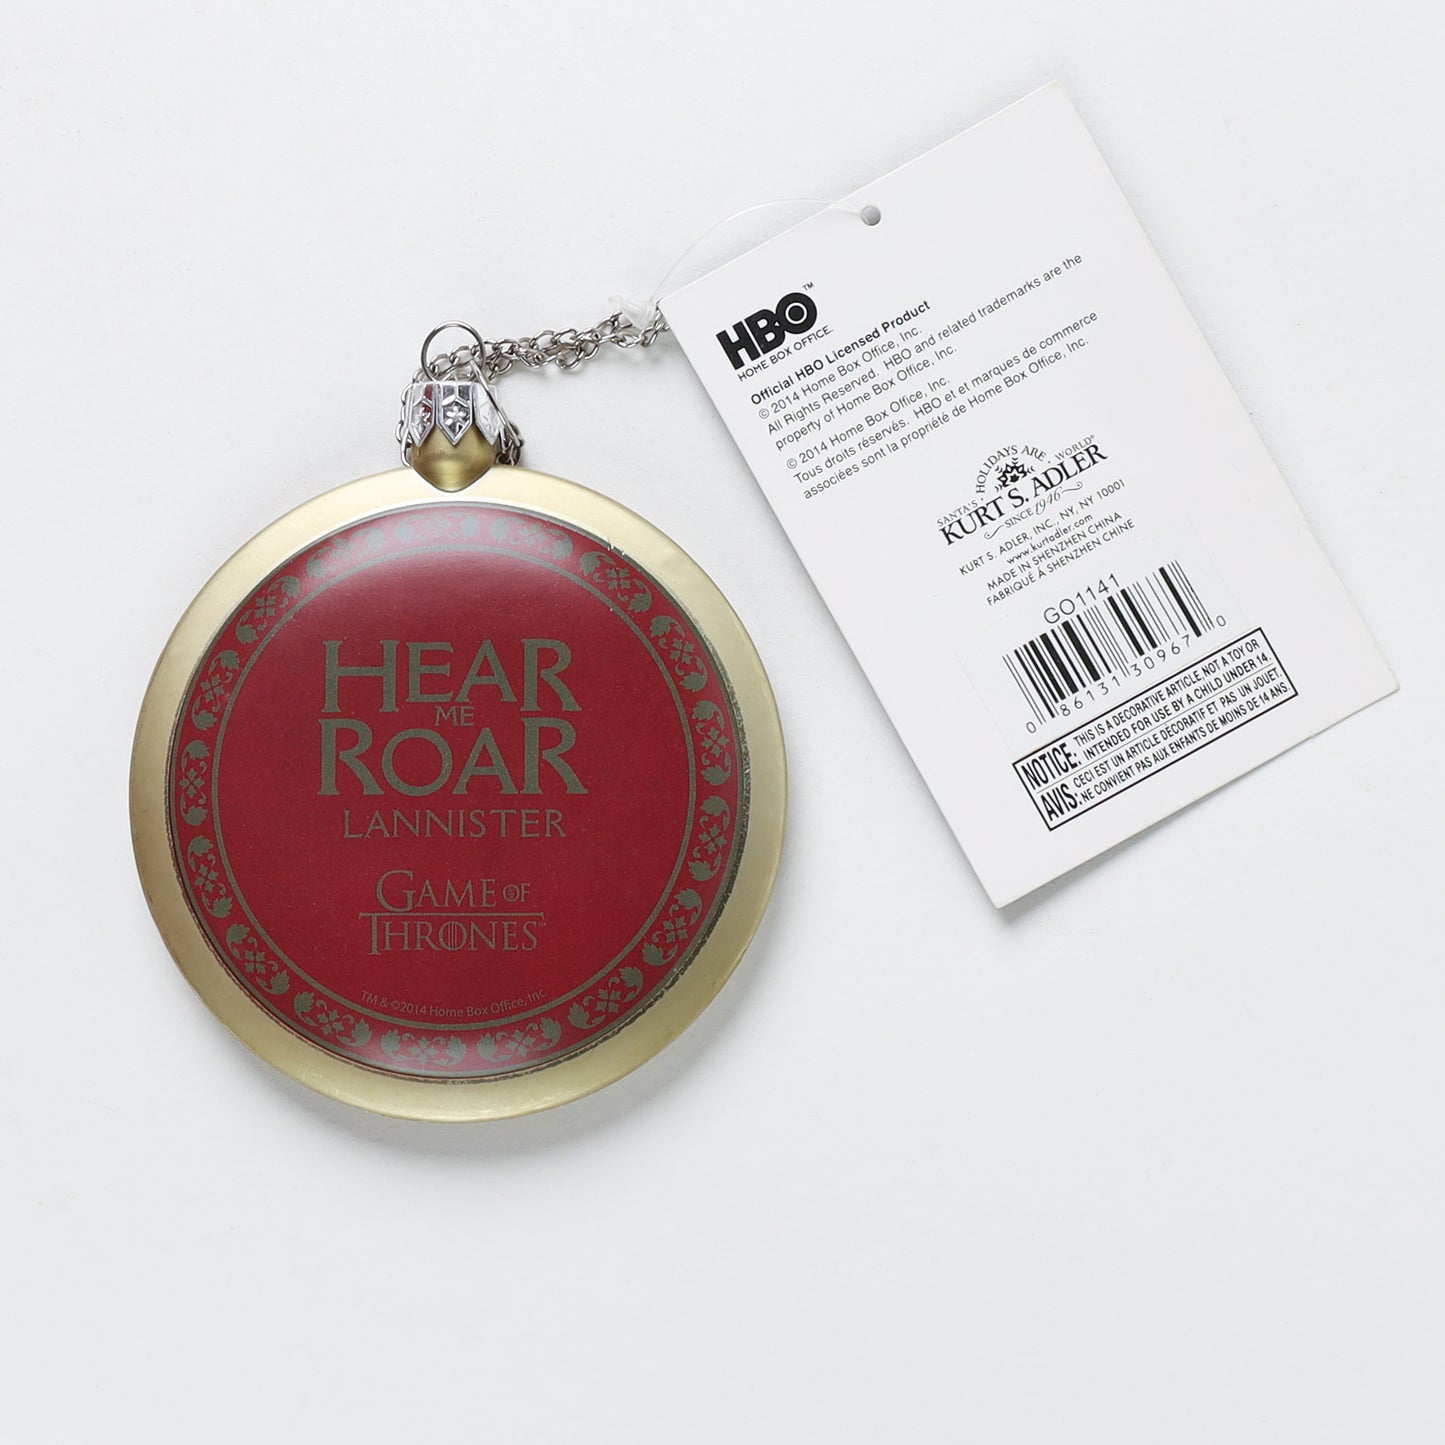 HEAR
ME
ROAR
LANNISTER
GAME OF
THRONES™
TM & ©2014 Home Box Office, Inc.
HBO™
HOME BOX OFFICE.
Official HBO Licensed Product
© 2014 Home Box Office, Inc.
All Rights Reserved. HBO and related trademarks are the
property of Home Box Office, Inc.
© 2014 Home Box Office, Inc.
Tous droits réservés. HBO et et marques de commerce
associées sont la propriété de Home Box Office, Inc.
SANTA'S HOLIDAYS ARE WORLD®
KURT S. ADLER
SINCE 1946
KURT S. ADLER, INC., NY, NY 10001
www.kurtadler.com
MADE IN SHENZHEN CHINA
FABRIQUÉ Á SHENZHEN CHINE
GO1141
0 86131 30967 0
NOTICE: THIS IS A DECORATIVE ARTICLE, NOT A TOY OR
INTENDED FOR USE BY A CHILD UNDER 14.
AVIS: CECI EST UN ARTICLE DECORATIF ET PAS UN JOUET.
NE CONVIENT PAS AUX ENFANTS DE MOINS DE 14 ANS.